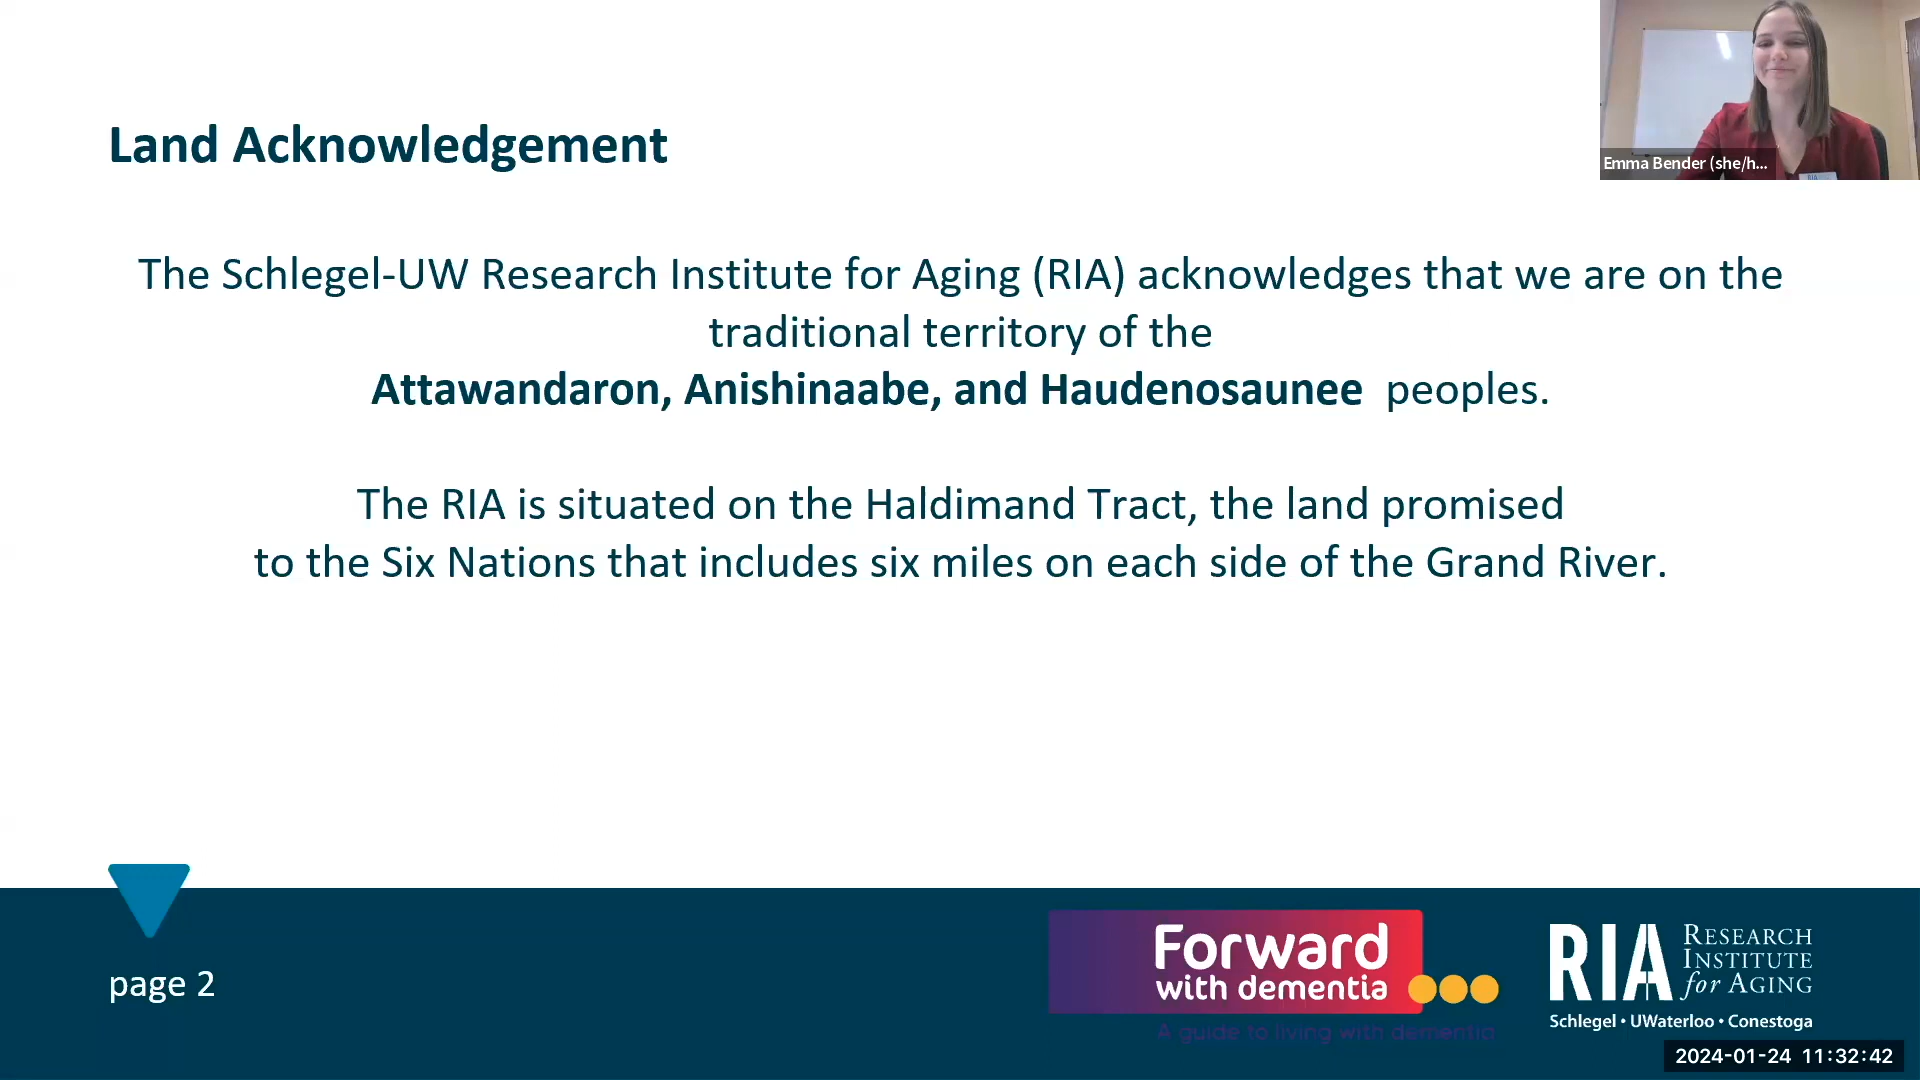 Land Acknowledgement
Emma Bender (she/h...
The Schlegel-UW Research Institute for Aging (RIA) acknowledges that we are on the
traditional territory of the
Attawandaron, Anishinaabe, and Haudenosaunee peoples.
The RIA is situated on the Haldimand Tract, the land promised
to the Six Nations that includes six miles on each side of the Grand River.
page 2
Forward
with dementia
A guide to living with dementia
RIA
RESEARCH
INSTITUTE
for AGING
Schlegel • UWaterloo • Conestoga
2024-01-24 11:32:42